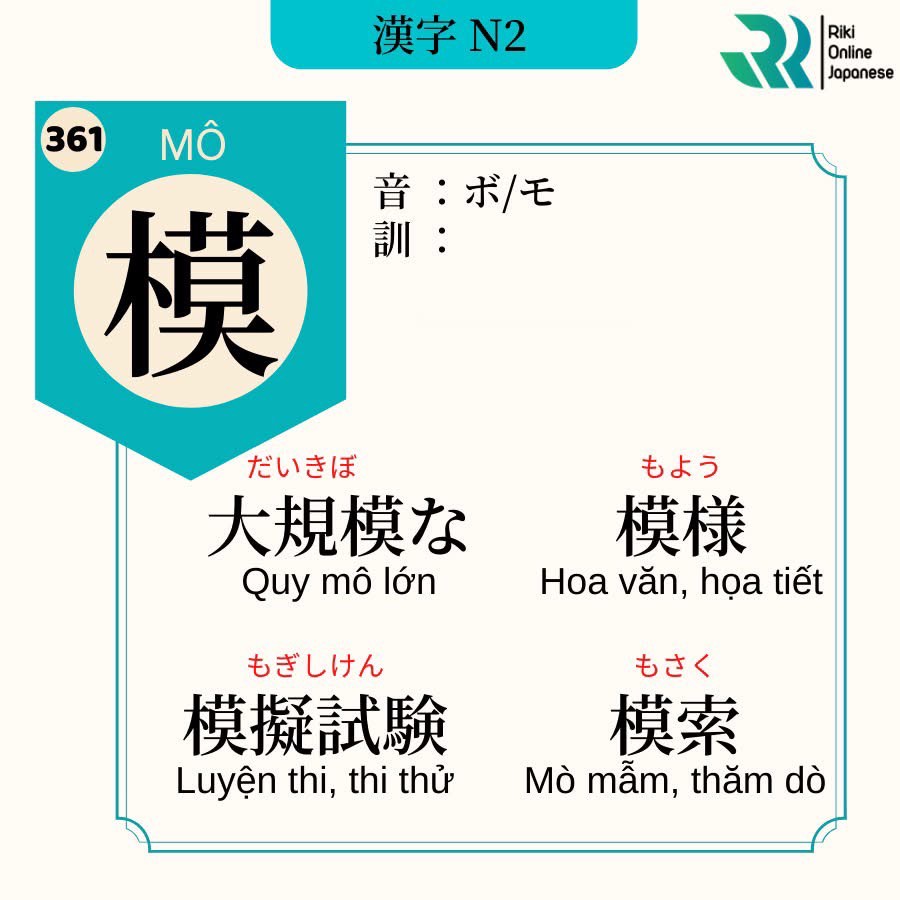 漢字 N2
Riki
Online
Japanese
361
MÔ
模
音 ：ボ/モ
訓 ：
だいきぼ
大規模な
Quy mô lớn
もよう
模様
Hoa văn, họa tiết
もぎしけん
模擬試験
Luyện thi, thi thử
もさく
模索
Mò mẫm, thăm dò